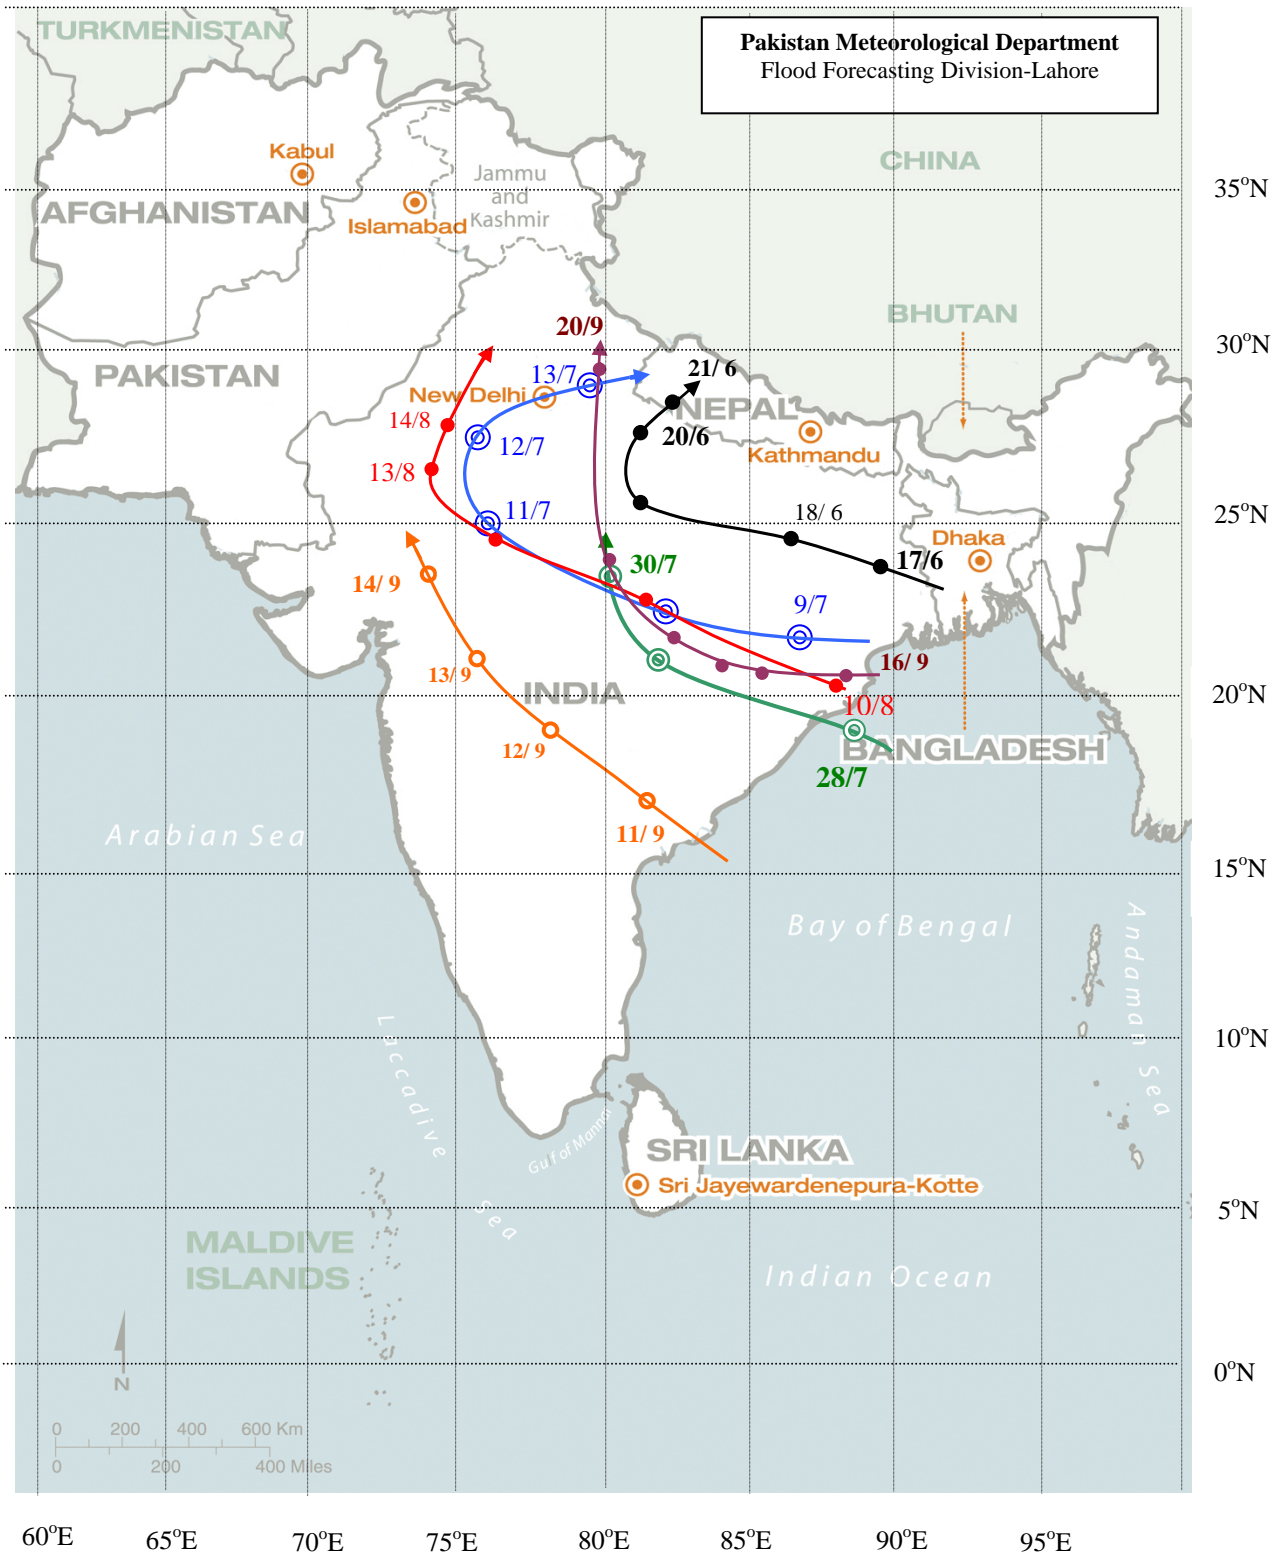 TURKMENISTAN
Pakistan Meteorological Department
Flood Forecasting Division-Lahore
Kabul
CHINA
Jammu
and
Kashmir
35°N
AFGHANISTAN
Islamabad
BHUTAN
20/9
30°N
PAKISTAN
New Delhi
13/7
21/ 6
NEPAL
14/8
20/6
12/7
Kathmandu
13/8
11/7
18/ 6
25°N
Dhaka
17/6
30/7
14/ 9
9/7
16/ 9
13/ 9
INDIA
20°N
10/8
12/ 9
BANGLADESH
28/7
Arabian Sea
11/ 9
15°N
Bay of Bengal
Andaman Sea
Laccadive Sea
10°N
Gulf of Mannar
SRI LANKA
Sri Jayewardenepura-Kotte
5°N
MALDIVE
ISLANDS
Indian Ocean
0°N
N
0 200 400 600 Km
0 200 400 Miles
60°E 65°E 70°E 75°E 80°E 85°E 90°E 95°E